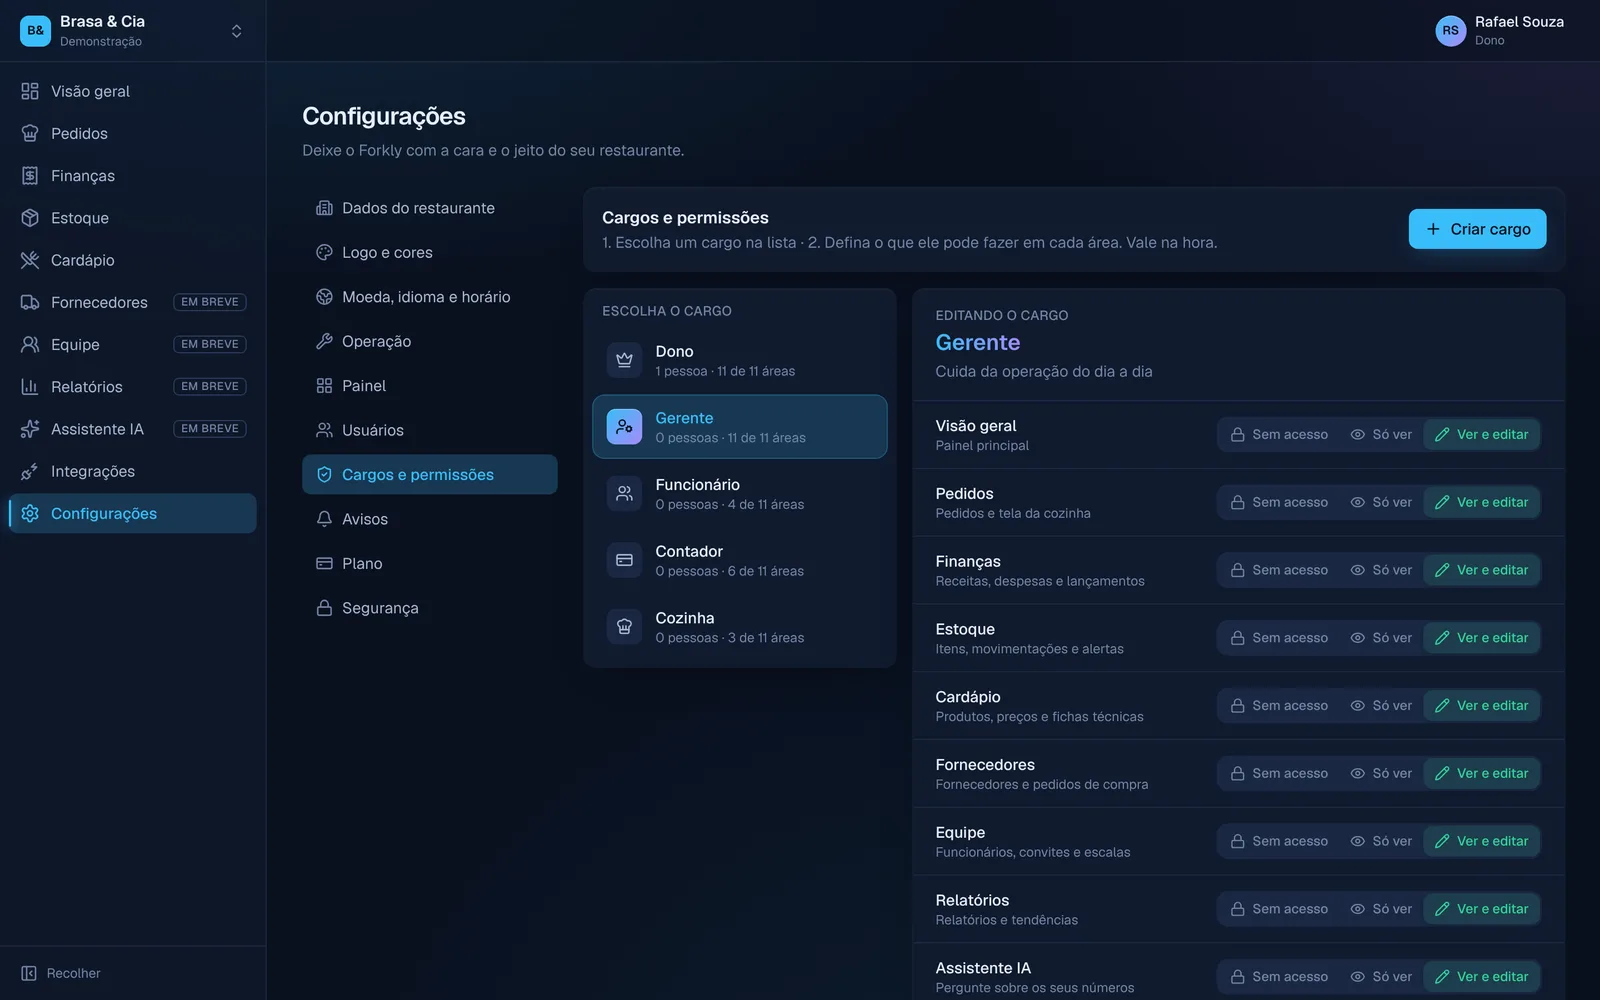 B&
Brasa & Cia
Demonstração
RS
Rafael Souza
Dono
Visão geral
Pedidos
Finanças
Estoque
Cardápio
Fornecedores EM BREVE
Equipe EM BREVE
Relatórios EM BREVE
Assistente IA EM BREVE
Integrações
Configurações
Recolher
Configurações
Deixe o Forkly com a cara e o jeito do seu restaurante.
Dados do restaurante
Logo e cores
Moeda, idioma e horário
Operação
Painel
Usuários
Cargos e permissões
Avisos
Plano
Segurança
Cargos e permissões
1. Escolha um cargo na lista · 2. Defina o que ele pode fazer em cada área. Vale na hora.
Criar cargo
ESCOLHA O CARGO
Dono
1 pessoa · 11 de 11 áreas
Gerente
0 pessoas · 11 de 11 áreas
Funcionário
0 pessoas · 4 de 11 áreas
Contador
0 pessoas · 6 de 11 áreas
Cozinha
0 pessoas · 3 de 11 áreas
EDITANDO O CARGO
Gerente
Cuida da operação do dia a dia
Visão geral
Painel principal
Sem acesso Só ver Ver e editar
Pedidos
Pedidos e tela da cozinha
Sem acesso Só ver Ver e editar
Finanças
Receitas, despesas e lançamentos
Sem acesso Só ver Ver e editar
Estoque
Itens, movimentações e alertas
Sem acesso Só ver Ver e editar
Cardápio
Produtos, preços e fichas técnicas
Sem acesso Só ver Ver e editar
Fornecedores
Fornecedores e pedidos de compra
Sem acesso Só ver Ver e editar
Equipe
Funcionários, convites e escalas
Sem acesso Só ver Ver e editar
Relatórios
Relatórios e tendências
Sem acesso Só ver Ver e editar
Assistente IA
Pergunte sobre os seus números
Sem acesso Só ver Ver e editar